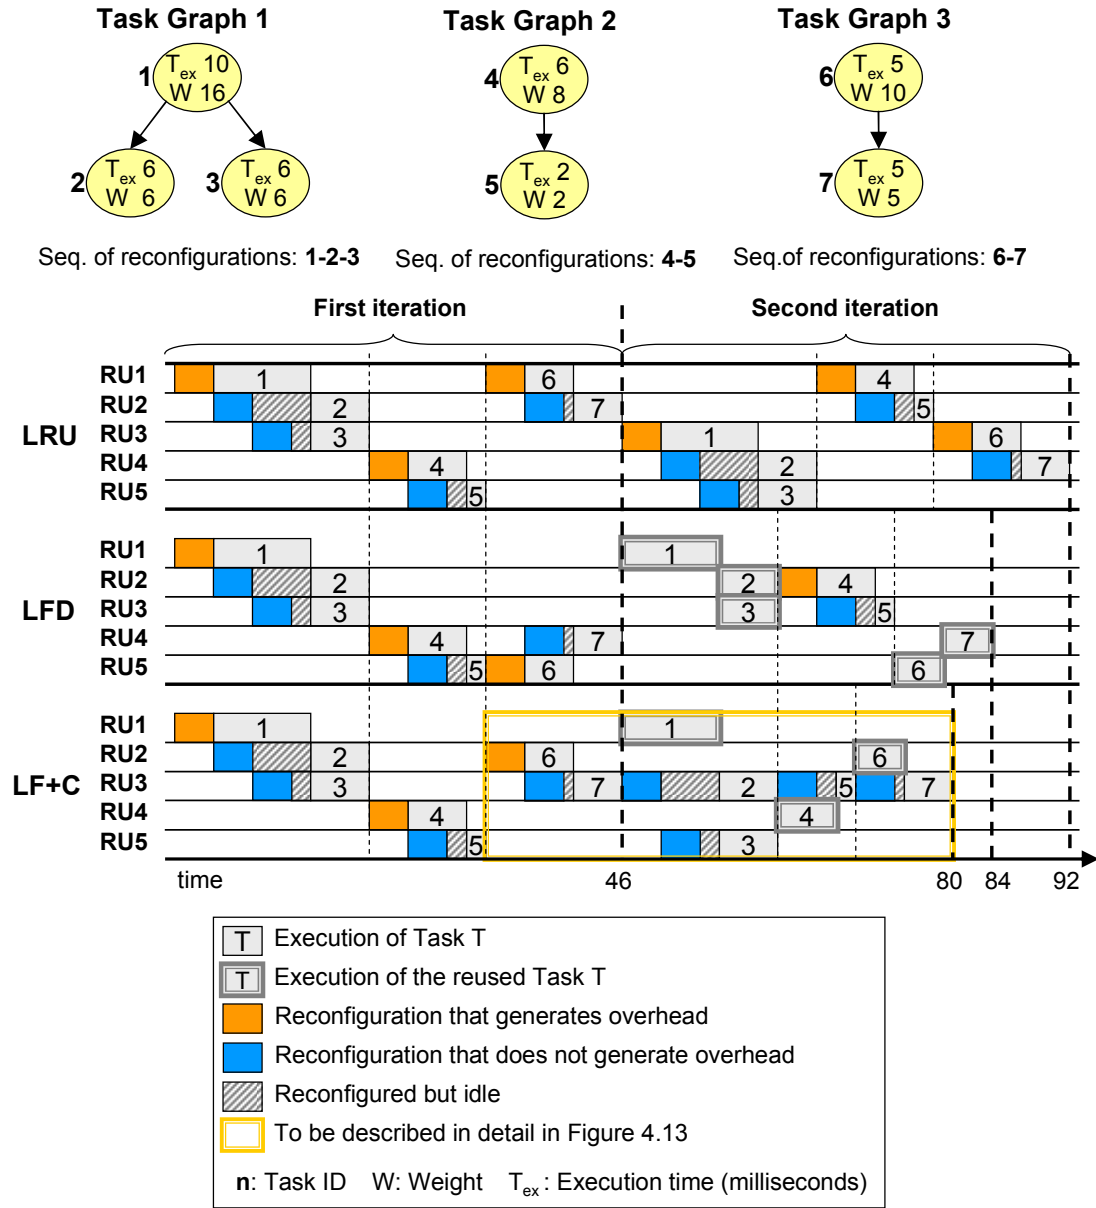 Task Graph 1 Task Graph 2 Task Graph 3
1 Tex 10 4 Tex 6 6 Tex 5
W 16 W 8 W 10
2 Tex 6 3 Tex 6 5 Tex 2 7 Tex 5
W 6 W 6 W 2 W 5
Seq. of reconfigurations: 1-2-3 Seq. of reconfigurations: 4-5 Seq.of reconfigurations: 6-7
First iteration Second iteration
LRU
RU1 1 6 4
RU2 2 7 5
RU3 3 1 6
RU4 4 2 7
RU5 5 3
LFD
RU1 1 1
RU2 2 2 4
RU3 3 3 5
RU4 4 7 7
RU5 5 6 6
LF+C
RU1 1 1
RU2 2 6 6
RU3 3 7 2 5 7
RU4 4 4
RU5 5 3
time 46 80 84 92
T Execution of Task T
T Execution of the reused Task T
Reconfiguration that generates overhead
Reconfiguration that does not generate overhead
Reconfigured but idle
To be described in detail in Figure 4.13
n: Task ID W: Weight Tex : Execution time (milliseconds)